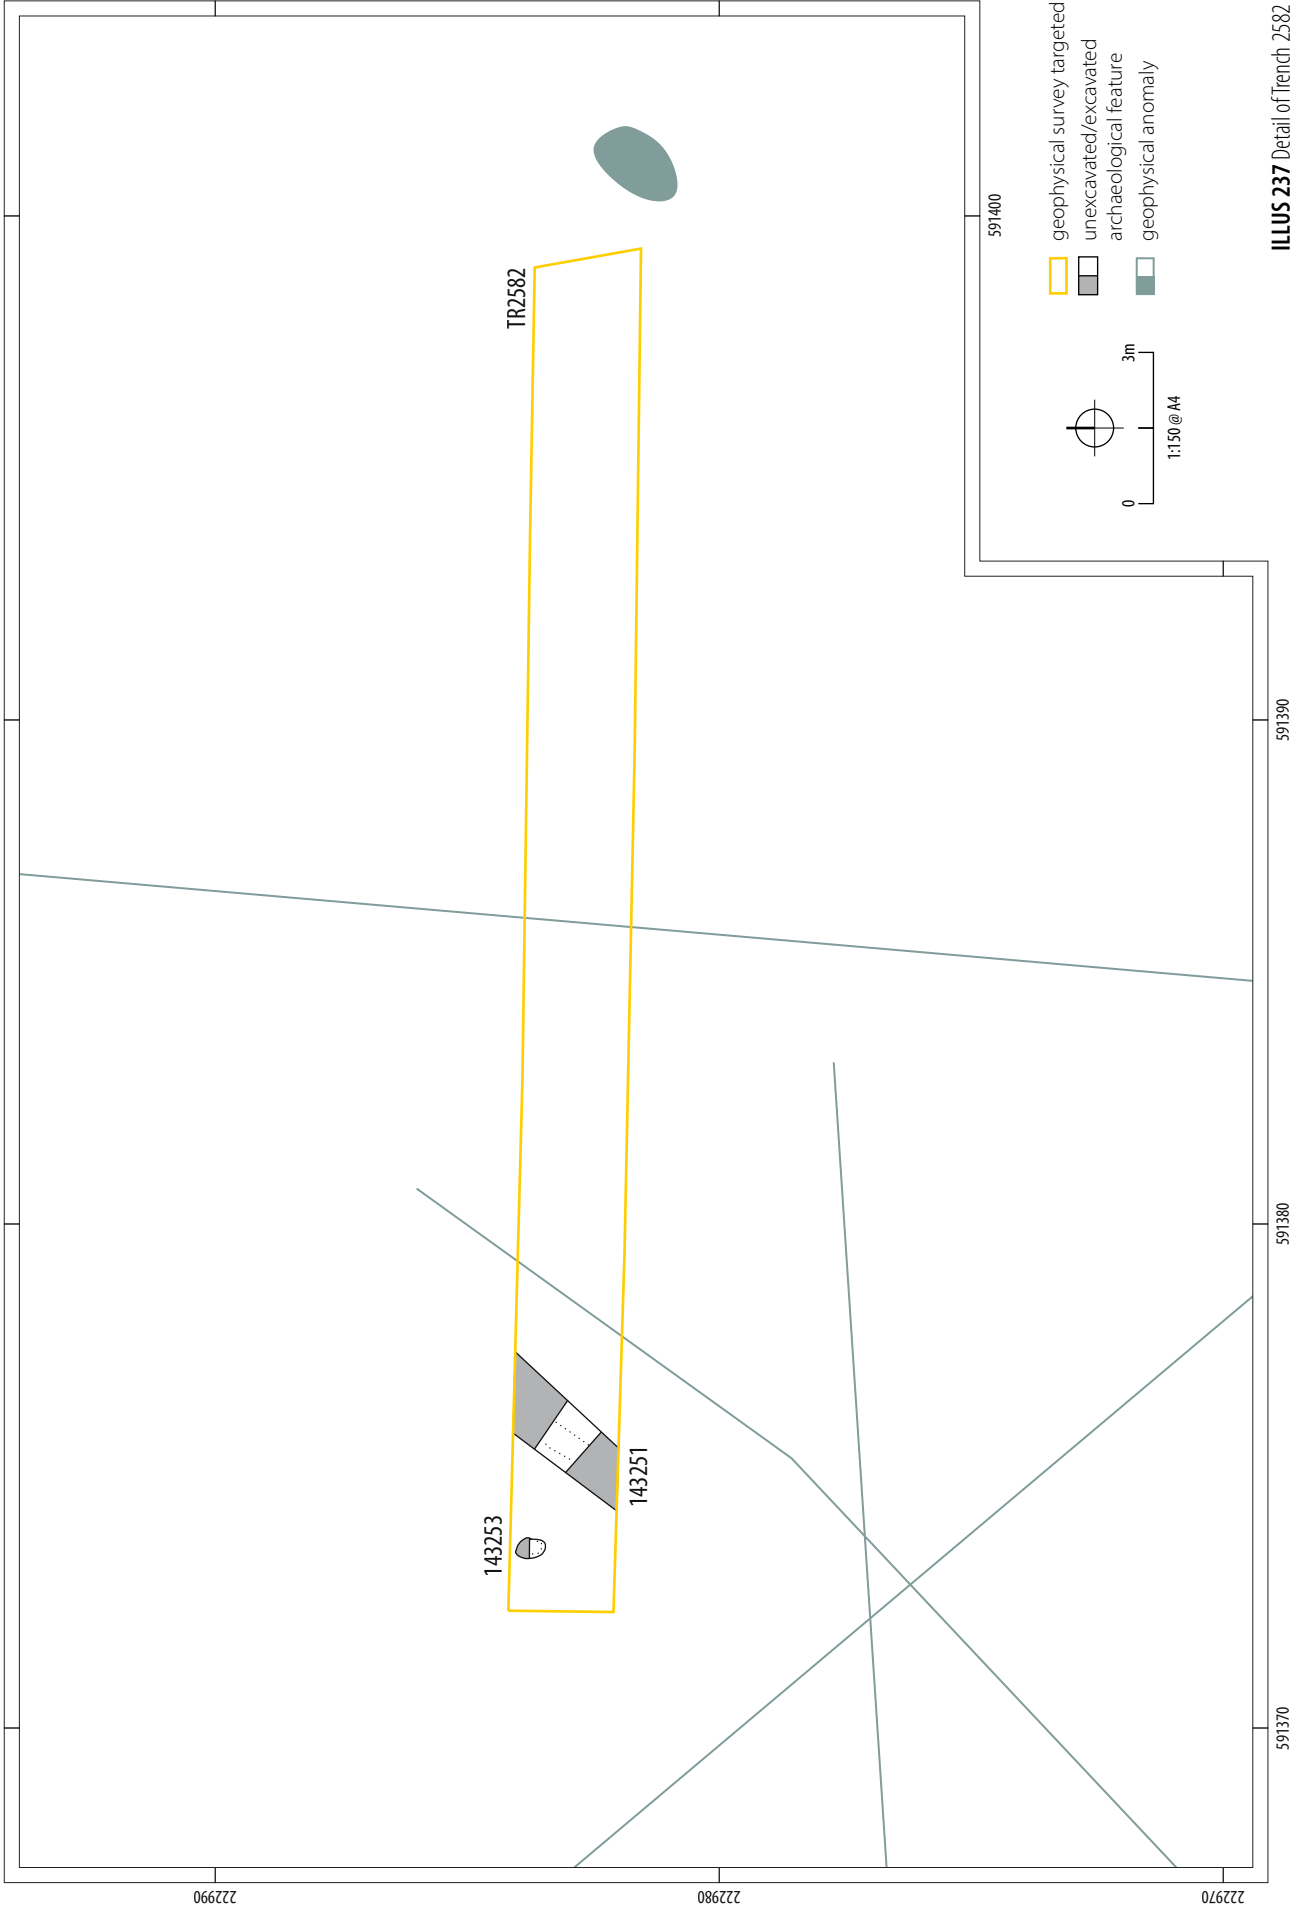 TR2582
143253
143251
222990
222980
222970
591370
591380
591390
591400
0
3m
1:150 @ A4
geophysical survey targeted
unexcavated/excavated
archaeological feature
geophysical anomaly
ILLUS 237 Detail of Trench 2582